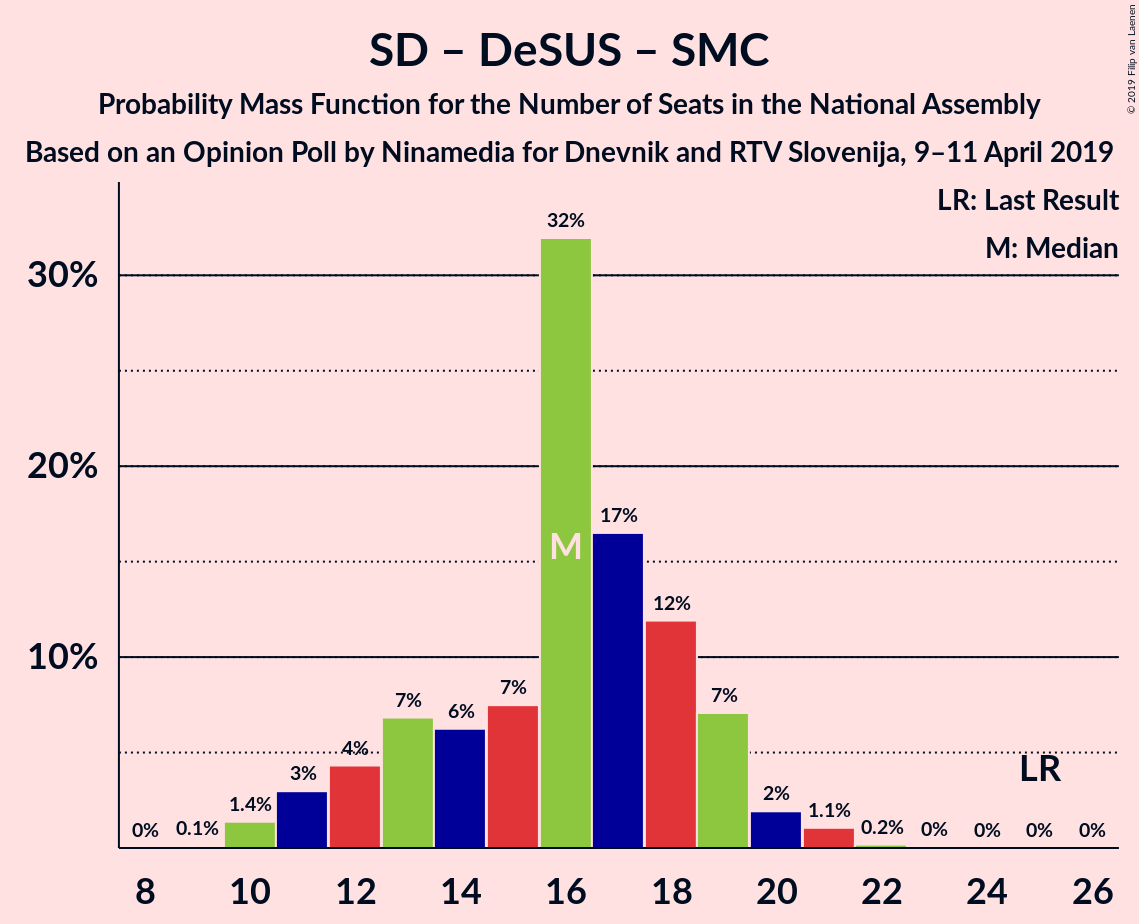 SD – DeSUS – SMC
Probability Mass Function for the Number of Seats in the National Assembly
Based on an Opinion Poll by Ninamedia for Dnevnik and RTV Slovenija, 9–11 April 2019
© 2019 Filip van Laenen
LR: Last Result
M: Median
30%
20%
10%
0%
0.1%
1.4%
3%
4%
7%
6%
7%
32%
M
17%
12%
7%
2%
1.1%
0.2%
0%
0%
LR
0%
0%
8 10 12 14 16 18 20 22 24 26